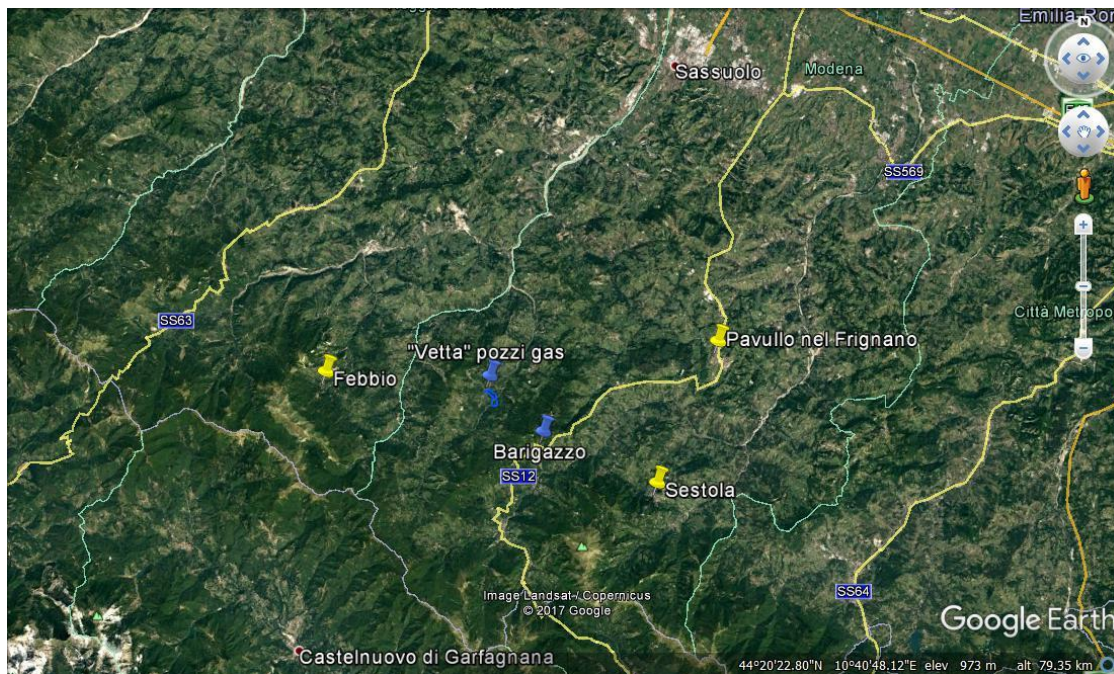 Emilia-Ro
N
Sassuolo
Modena
SS569
SS63
Città Metropo
Pavullo nel Frignano
"Vetta" pozzi gas
Febbio
Barigazzo
SS12
Sestola
SS64
Image Landsat / Copernicus
© 2017 Google
Google Earth
Castelnuovo di Garfagnana
44°20'22.80"N 10°40'48.12"E elev 973 m alt 79.35 km